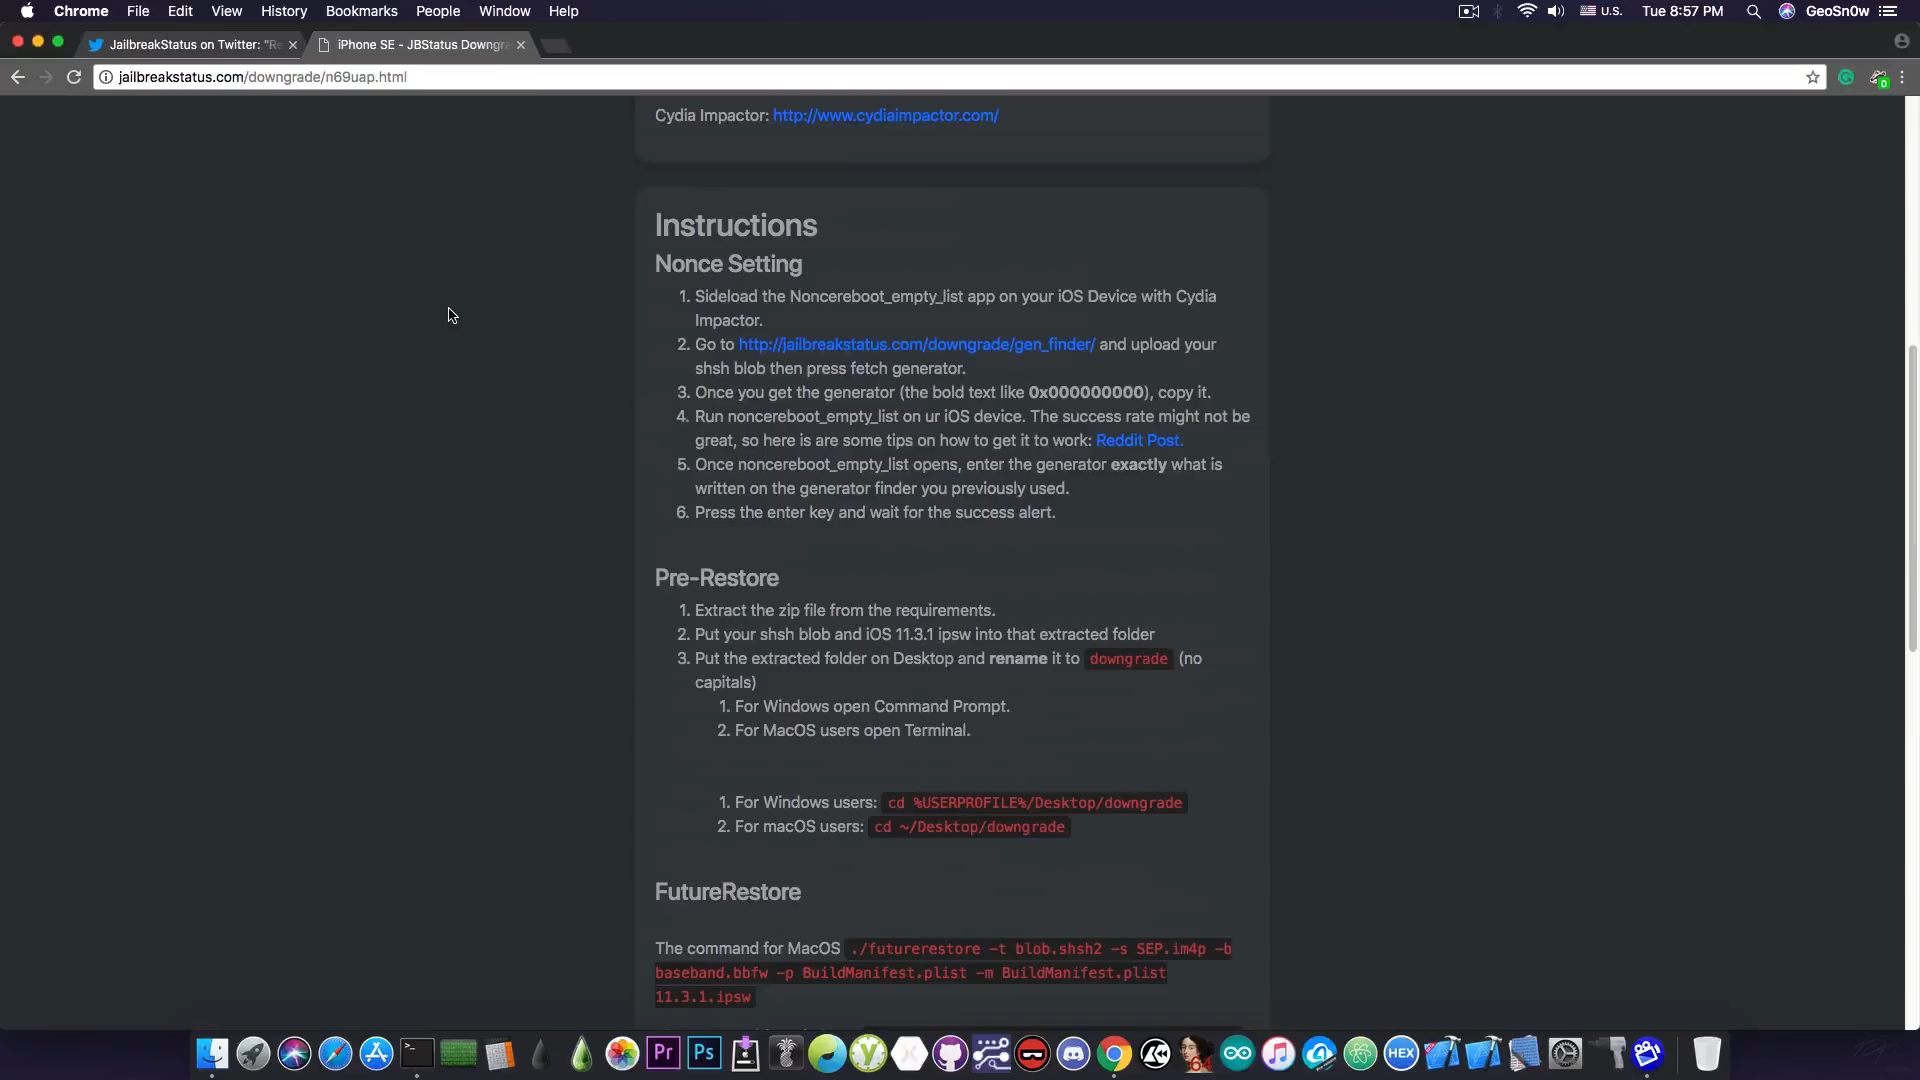 Chrome File Edit View History Bookmarks People Window Help U.S. Tue 8:57 PM GeoSn0w
JailbreakStatus on Twitter: "Re iPhone SE - JBStatus Downgra
jailbreakstatus.com/downgrade/n69uap.html
0
Cydia Impactor: http://www.cydiaimpactor.com/
Instructions
Nonce Setting
1. Sideload the Noncereboot_empty_list app on your iOS Device with Cydia
Impactor.
2. Go to http://jailbreakstatus.com/downgrade/gen_finder/ and upload your
shsh blob then press fetch generator.
3. Once you get the generator (the bold text like 0x000000000), copy it.
4. Run noncereboot_empty_list on ur iOS device. The success rate might not be
great, so here is are some tips on how to get it to work: Reddit Post.
5. Once noncereboot_empty_list opens, enter the generator exactly what is
written on the generator finder you previously used.
6. Press the enter key and wait for the success alert.
Pre-Restore
1. Extract the zip file from the requirements.
2. Put your shsh blob and iOS 11.3.1 ipsw into that extracted folder
3. Put the extracted folder on Desktop and rename it to downgrade (no
capitals)
1. For Windows open Command Prompt.
2. For MacOS users open Terminal.
1. For Windows users: cd %USERPROFILE%/Desktop/downgrade
2. For macOS users: cd ~/Desktop/downgrade
FutureRestore
The command for MacOS ./futurerestore -t blob.shsh2 -s SEP.im4p -b
baseband.bbfw -p BuildManifest.plist -m BuildManifest.plist
11.3.1.ipsw
Pr Ps 64 HEX